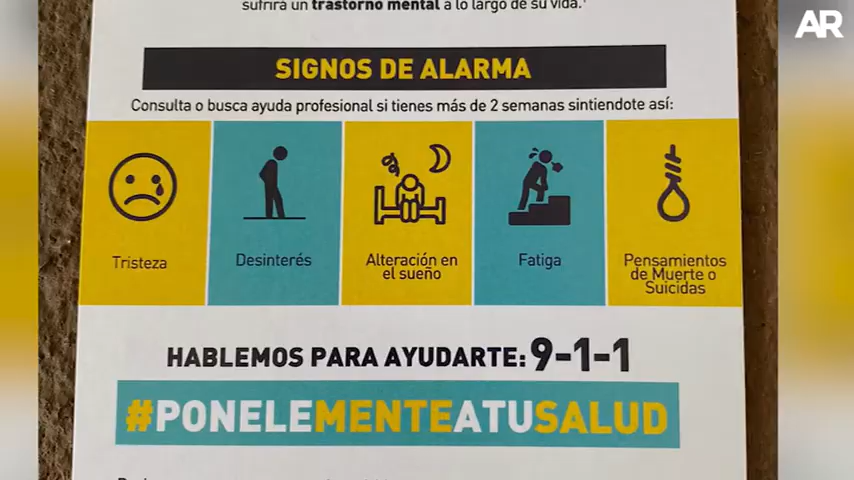 sufrirá un trastorno mental a lo largo de su vida.¹
AR
SIGNOS DE ALARMA
Consulta o busca ayuda profesional si tienes más de 2 semanas sintiendote así:
Tristeza
Desinterés
Alteración en
el sueño
Fatiga
Pensamientos
de Muerte o
Suicidas
HABLEMOS PARA AYUDARTE: 9-1-1
#PONELEMENTEATUSALUD